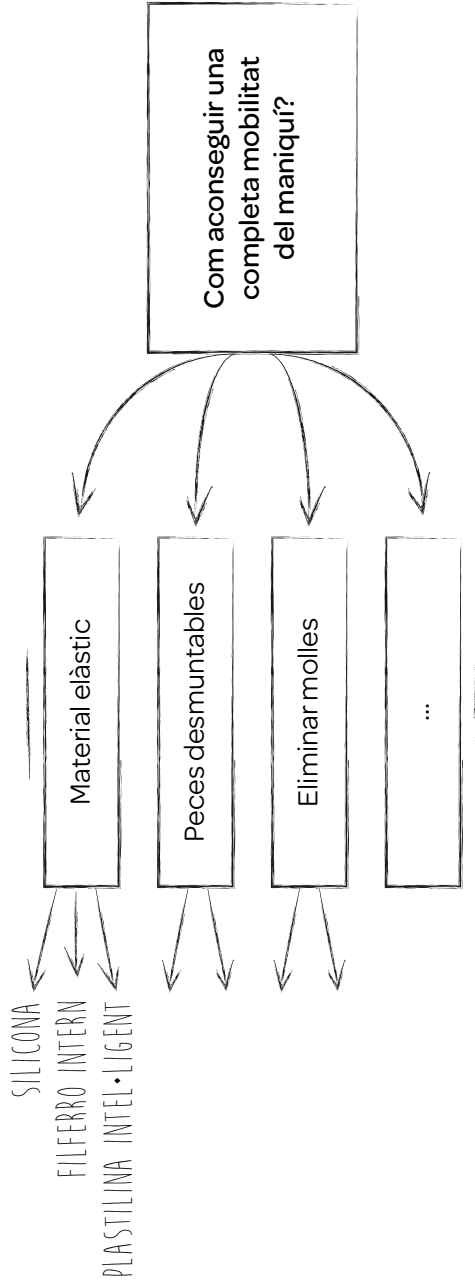 Com aconseguir una
completa mobilitat
del maniquí?
Material elàstic
Peces desmuntables
Eliminar molles
...
SILICONA
FILFERRO INTERN
PLASTILINA INTEL·LIGENT